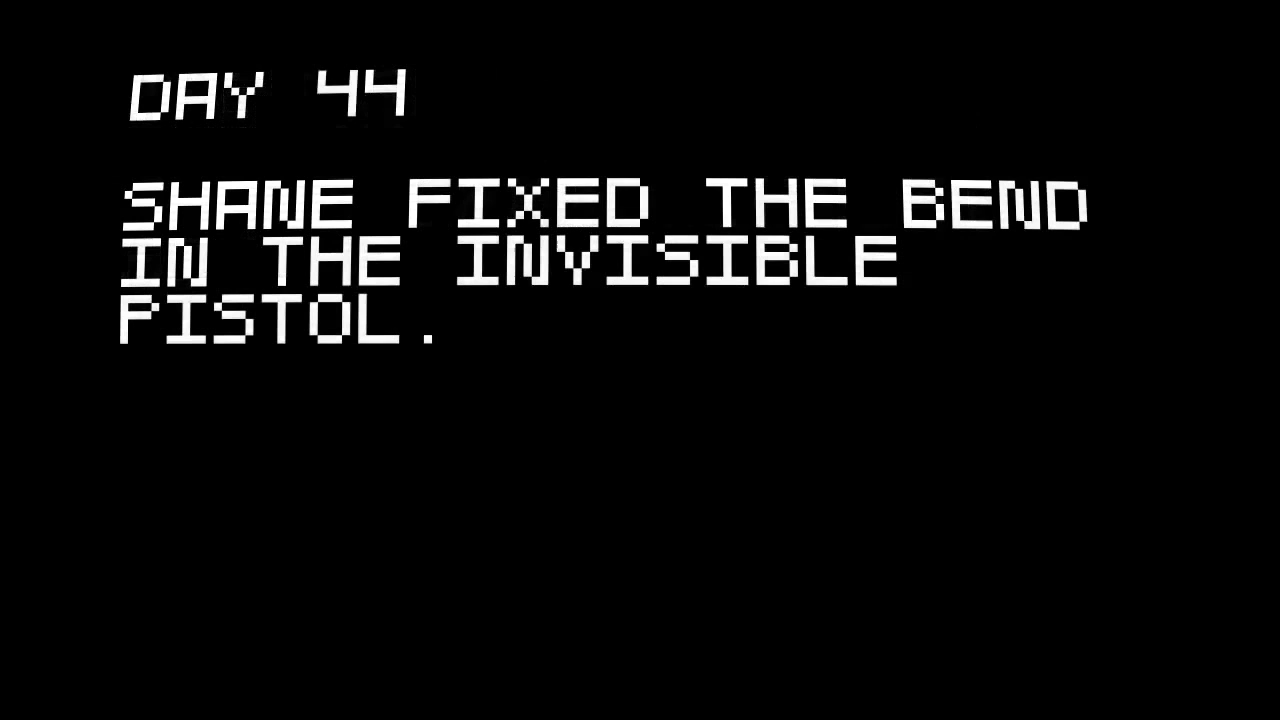 DAY 44
SHANE FIXED THE BEND
IN THE INVISIBLE
PISTOL.